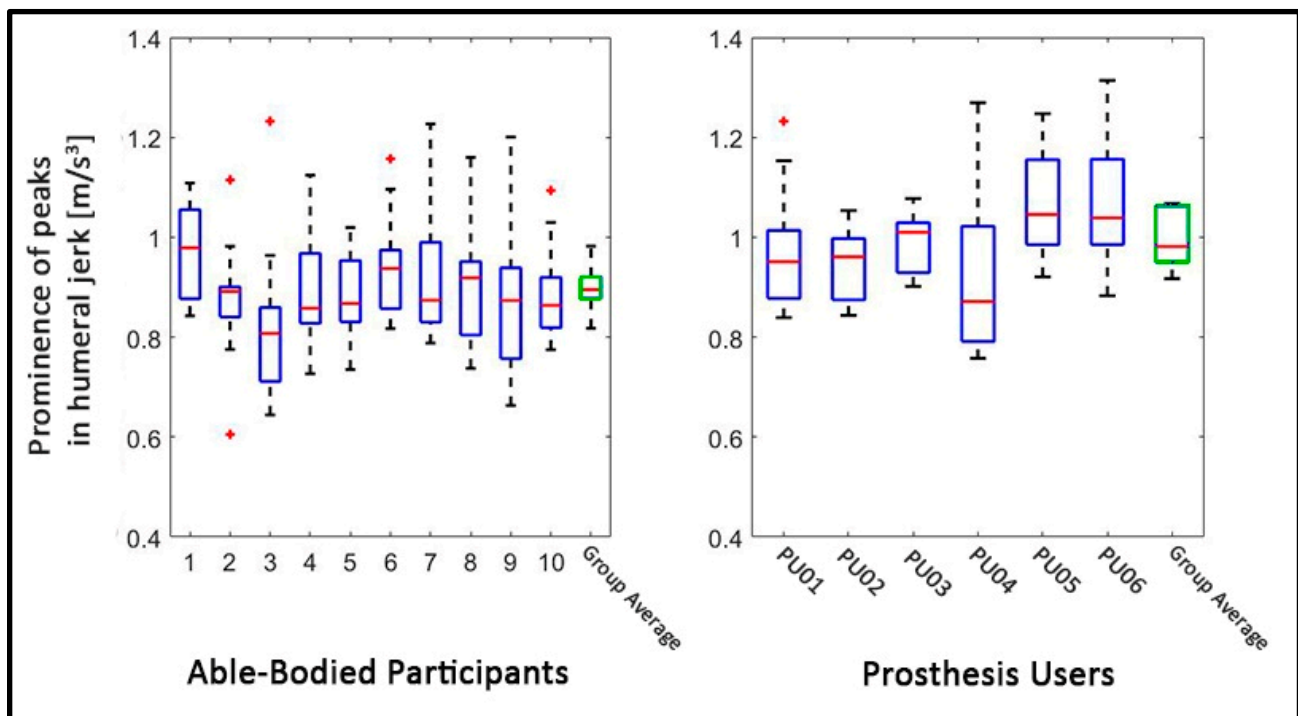 Prominence of peaks
in humeral jerk [m/s³]
1.4
1.2
1
0.8
0.6
0.4
1 2 3 4 5 6 7 8 9 10 Group Average
Able-Bodied Participants
1.4
1.2
1
0.8
0.6
0.4
PU01 PU02 PU03 PU04 PU05 PU06 Group Average
Prosthesis Users